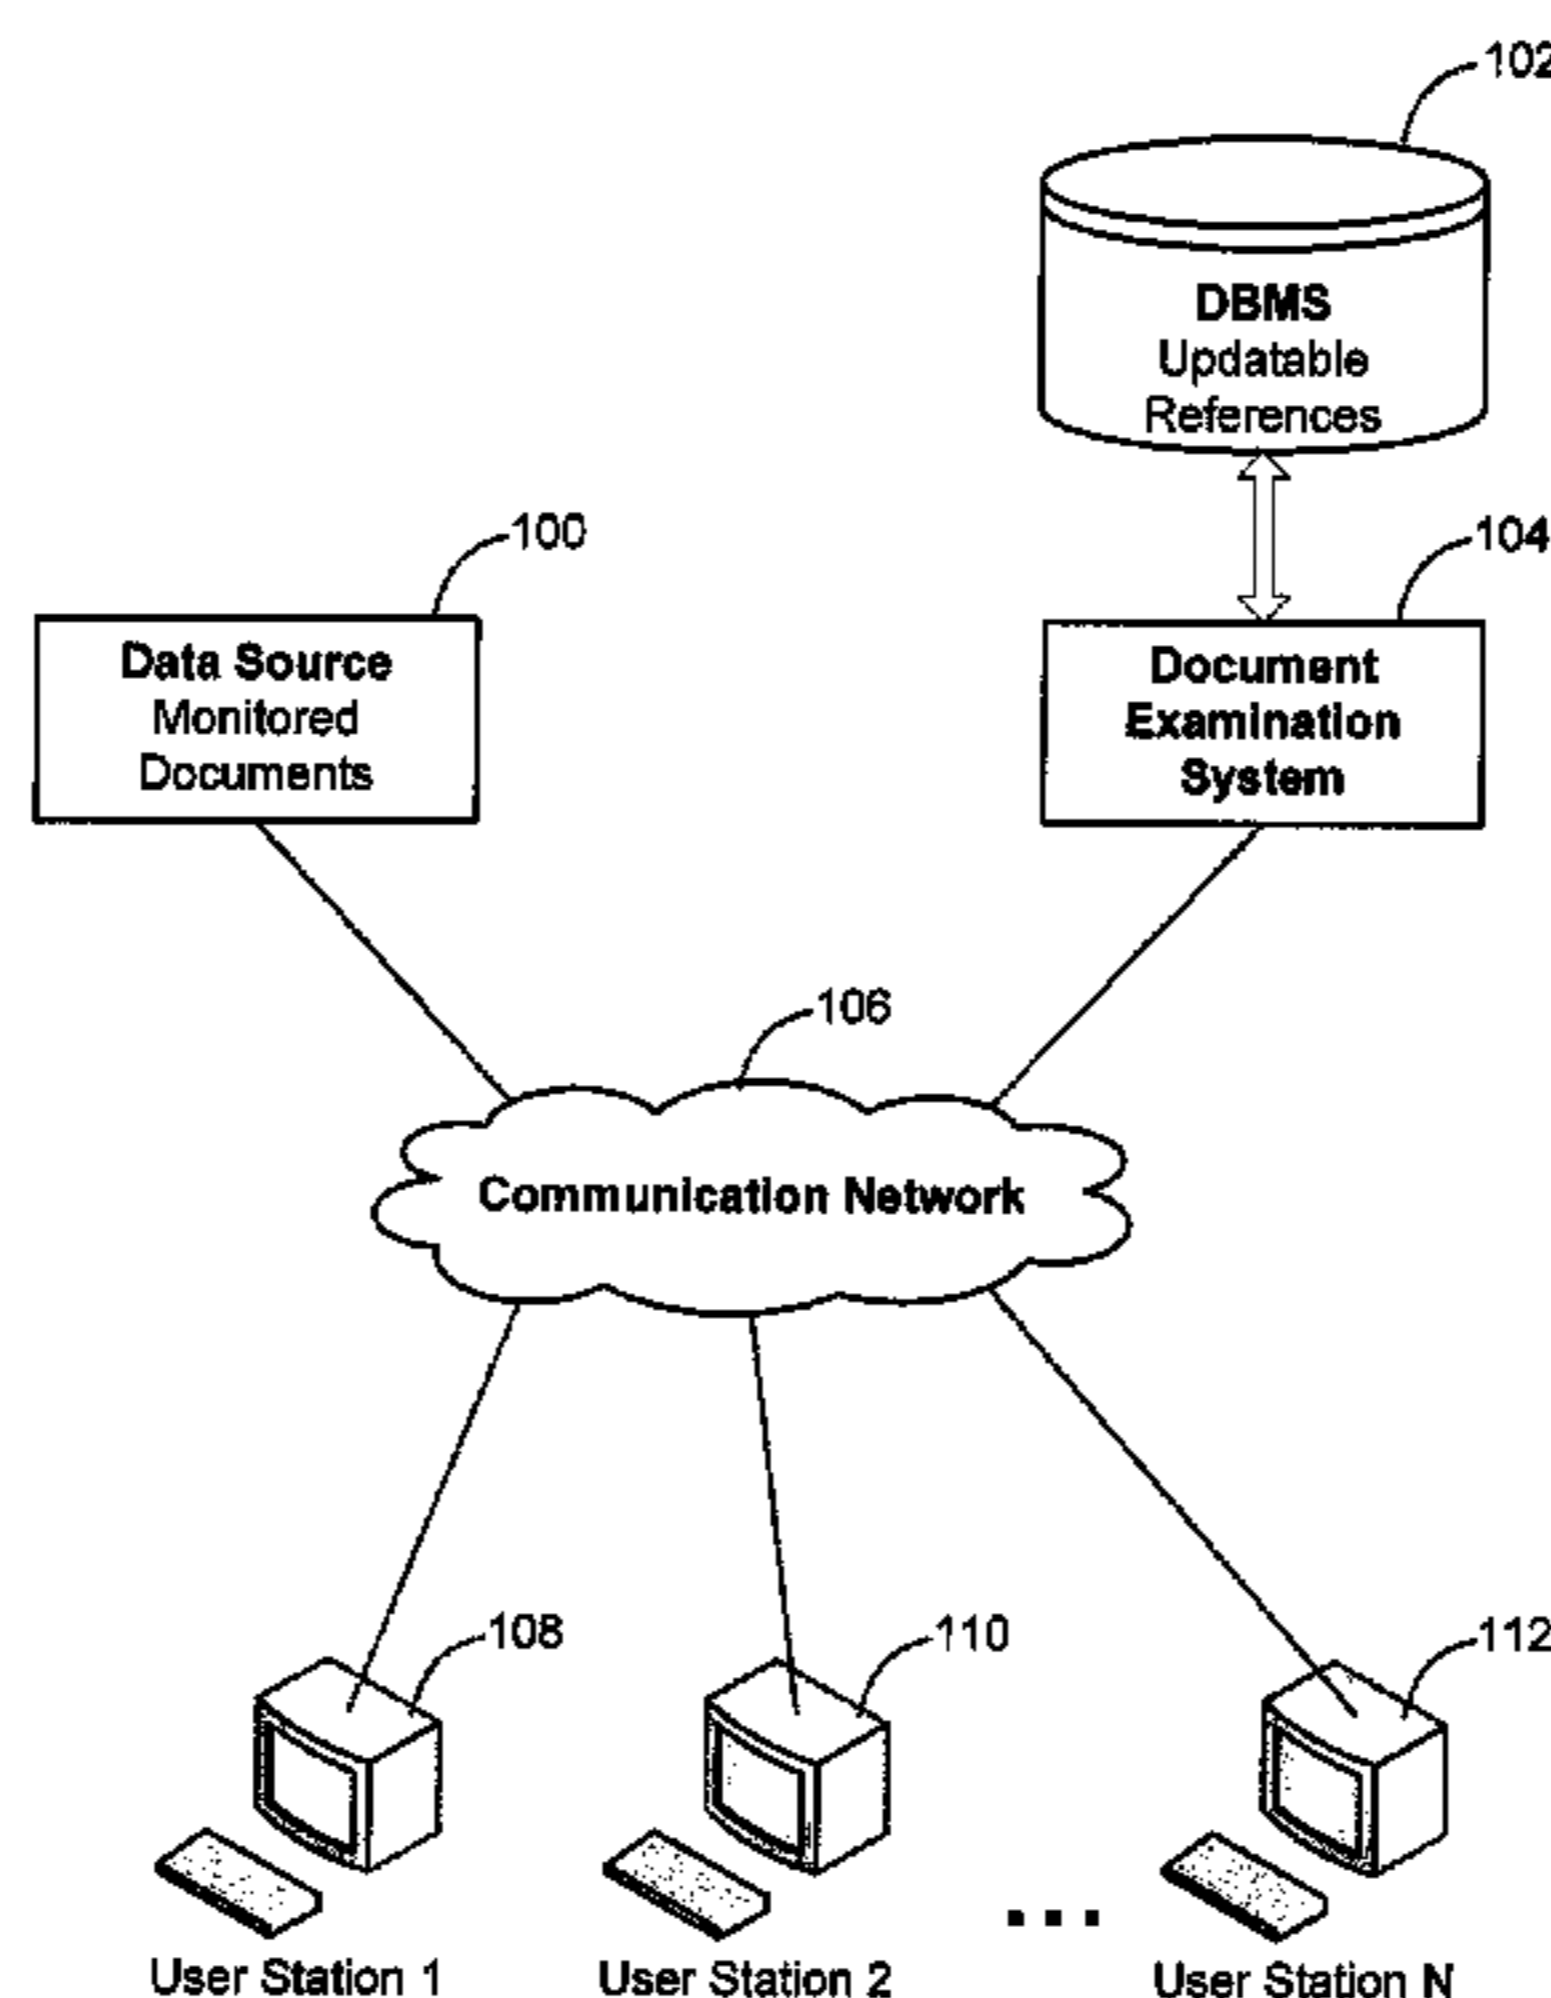 102
DBMS
Updatable
References
100
104
Data Source
Monitored
Documents
Document
Examination
System
106
Communication Network
108
110
112
...
User Station 1
User Station 2
User Station N